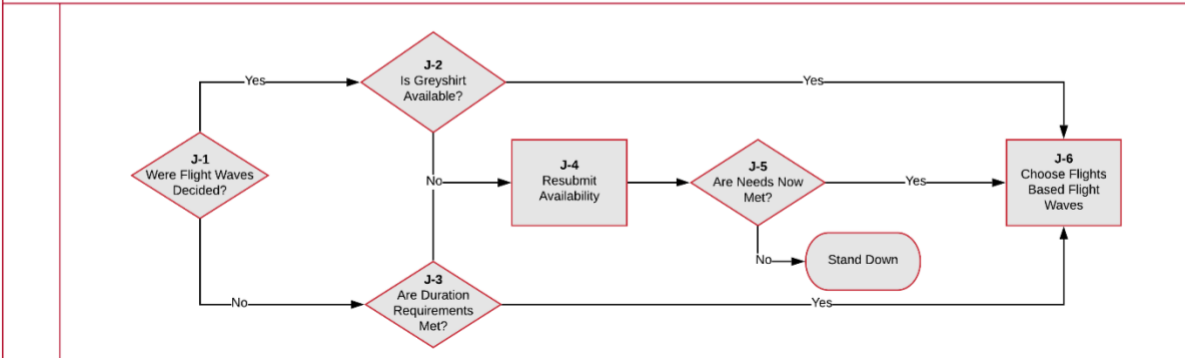 J-1
Were Flight Waves
Decided?
Yes
No
J-2
Is Greyshirt
Available?
Yes
No
J-3
Are Duration
Requirements
Met?
Yes
J-4
Resubmit
Availability
J-5
Are Needs Now
Met?
Yes
No
Stand Down
J-6
Choose Flights
Based Flight
Waves